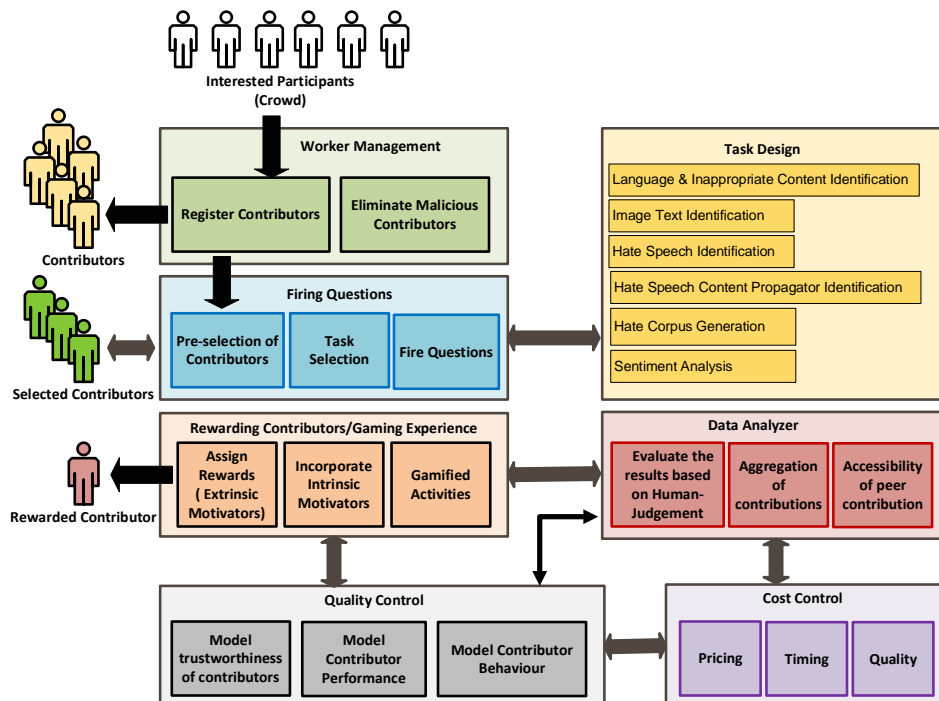 Interested Participants
(Crowd)
Worker Management
Register Contributors
Eliminate Malicious
Contributors
Contributors
Task Design
Language & Inappropriate Content Identification
Image Text Identification
Hate Speech Identification
Hate Speech Content Propagator Identification
Hate Corpus Generation
Sentiment Analysis
Firing Questions
Pre-selection of
Contributors
Task
Selection
Fire Questions
Selected Contributors
Rewarding Contributors/Gaming Experience
Assign
Rewards
( Extrinsic
Motivators)
Incorporate
Intrinsic
Motivators
Gamified
Activities
Rewarded Contributor
Data Analyzer
Evaluate the
results based
on Human-
Judgement
Aggregation
of
contributions
Accessibility
of peer
contribution
Quality Control
Model
trustworthiness
of contributors
Model
Contributor
Performance
Model Contributor
Behaviour
Cost Control
Pricing
Timing
Quality